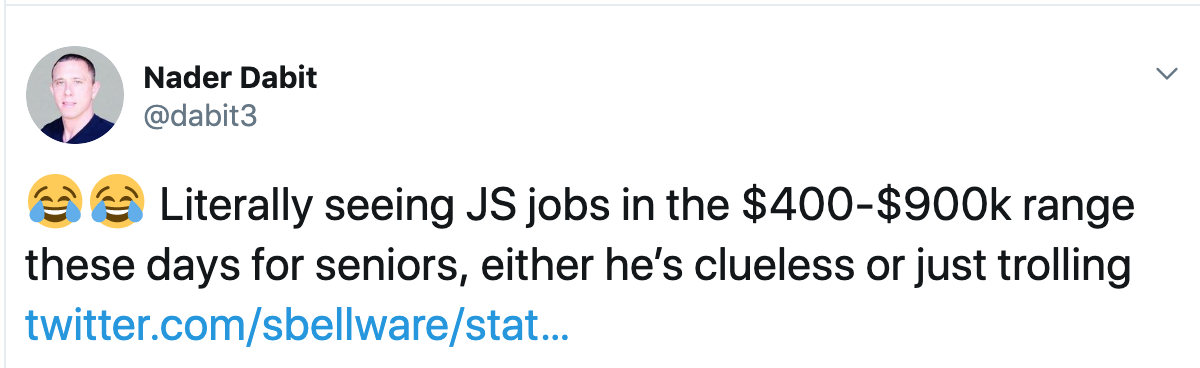 Nader Dabit
@dabit3
😂😂 Literally seeing JS jobs in the $400-$900k range
these days for seniors, either he’s clueless or just trolling
twitter.com/sbellware/stat…